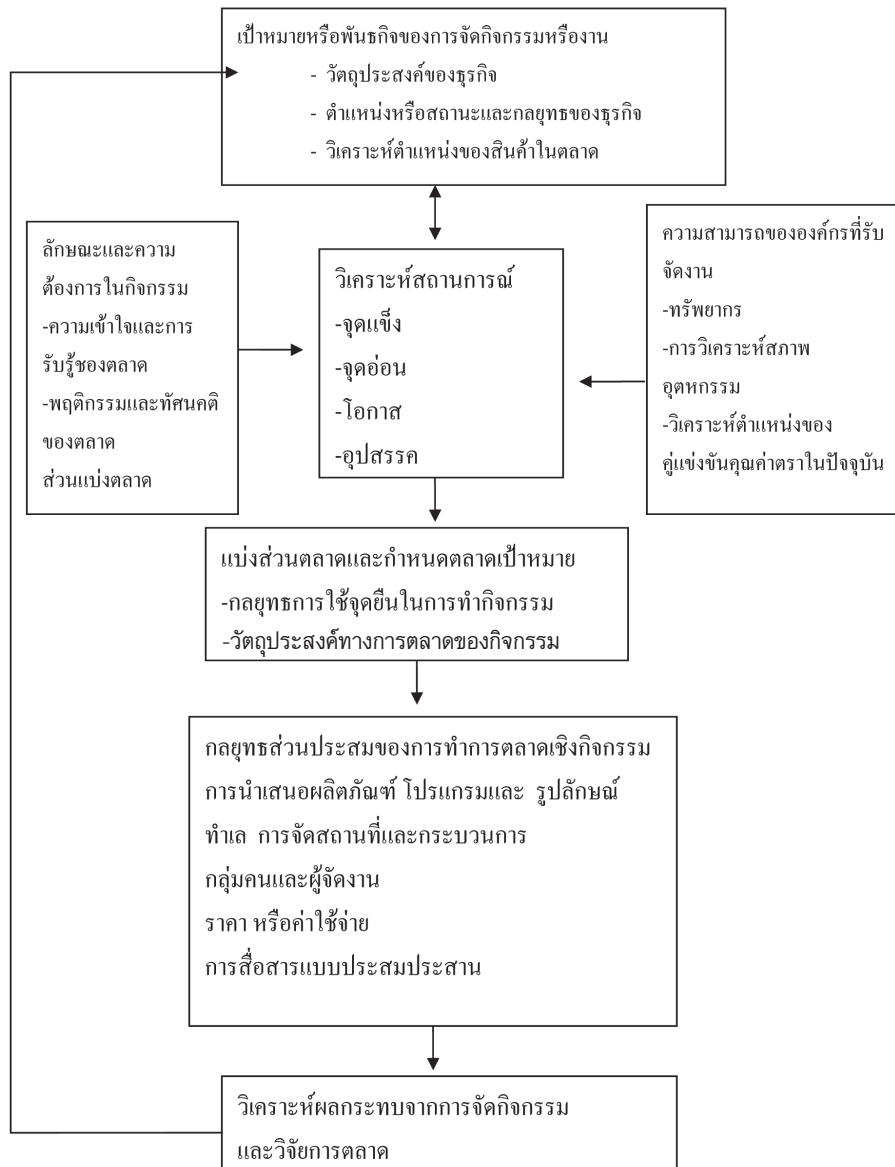 เป้าหมายหรือพันธกิจของการจัดกิจกรรมหรืองาน
- วัตถุประสงค์ของธุรกิจ
- ตำแหน่งหรือสถานะและกลยุทธของธุรกิจ
- วิเคราะห์ตำแหน่งของสินค้าในตลาด
ลักษณะและความ
ต้องการในกิจกรรม
-ความเข้าใจและการ
รับรู้ชองตลาด
-พฤติกรรมและทัศนคติ
ของตลาด
ส่วนแบ่งตลาด
วิเคราะห์สถานการณ์
-จุดแข็ง
-จุดอ่อน
-โอกาส
-อุปสรรค
ความสามารถขององค์กรที่รับ
จัดงาน
-ทรัพยากร
-การวิเคราะห์สภาพ
อุตหกรรม
-วิเคราะห์ตำแหน่งของ
คู่แข่งขันคุณค่าตราในปัจจุบัน
แบ่งส่วนตลาดและกำหนดตลาดเป้าหมาย
-กลยุทธการใช้จุดยืนในการทำกิจกรรม
-วัตถุประสงค์ทางการตลาดของกิจกรรม
กลยุทธส่วนประสมของการทำการตลาดเชิงกิจกรรม
การนำเสนอผลิตภัณฑ์ โปรแกรมและ รูปลักษณ์
ทำเล การจัดสถานที่และกระบวนการ
กลุ่มคนและผู้จัดงาน
ราคา หรือค่าใช้จ่าย
การสื่อสารแบบประสมประสาน
วิเคราะห์ผลกระทบจากการจัดกิจกรรม
และวิจัยการตลาด